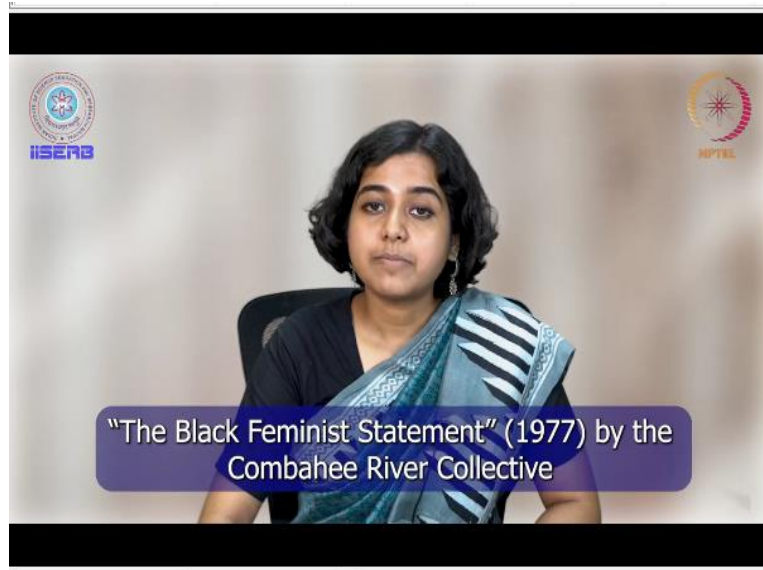 IISERB
NPTEL
“The Black Feminist Statement” (1977) by the
Combahee River Collective